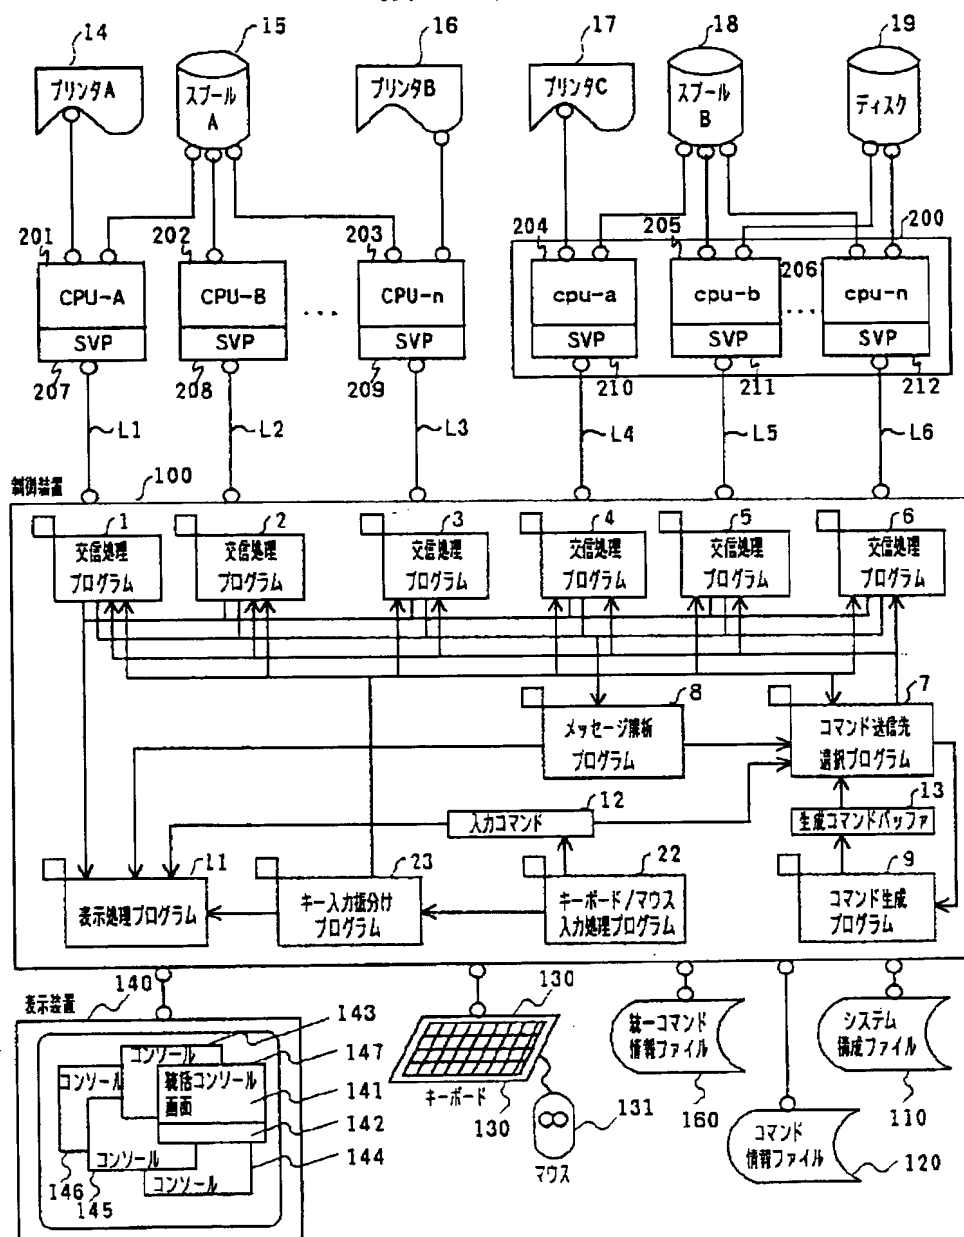 14
15
16
17
18
19
プリンタA
スプール
A
プリンタB
プリンタC
スプール
B
ディスク
200
201
202
203
204
205
206
CPU-A
CPU-B
...
CPU-n
cpu-a
cpu-b
...
cpu-n
SVP
SVP
SVP
SVP
SVP
SVP
207
208
209
210
211
212
L1
L2
L3
L4
L5
L6
制御装置
100
1
2
3
4
5
6
交信処理
プログラム
交信処理
プログラム
交信処理
プログラム
交信処理
プログラム
交信処理
プログラム
交信処理
プログラム
8
7
メッセージ解析
プログラム
コマンド送信先
選択プログラム
12
13
入力コマンド
生成コマンドバッファ
11
23
22
9
表示処理プログラム
キー入力振分け
プログラム
キーボード/マウス
入力処理プログラム
コマンド生成
プログラム
表示装置
140
143
147
141
142
144
145
146
コンソール
コンソール
統括コンソール
画面
コンソール
コンソール
130
キーボード
130
131
マウス
統一コマンド
情報ファイル
160
システム
構成ファイル
110
コマンド
情報ファイル
120